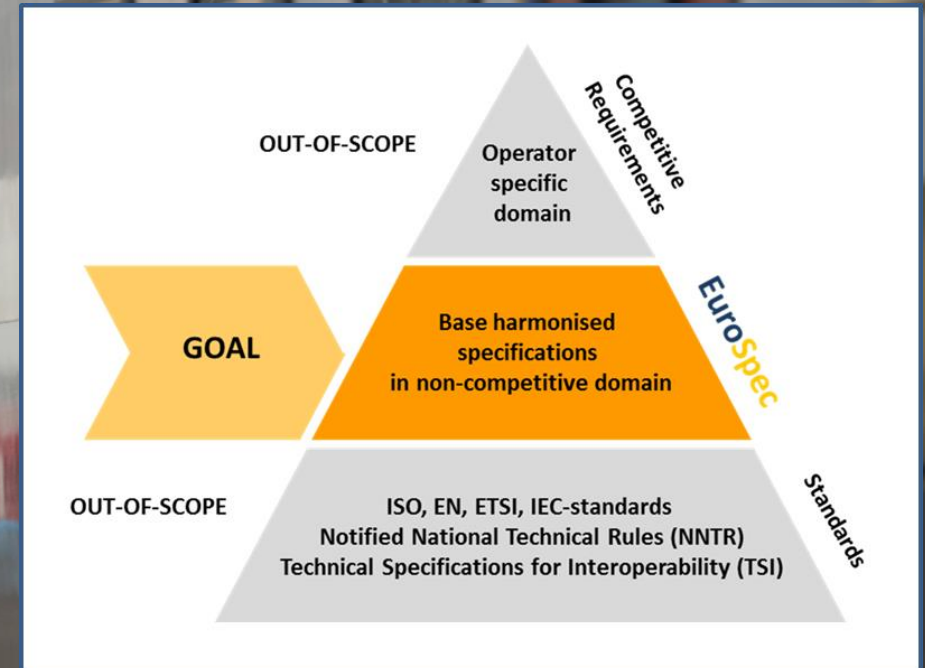 OUT-OF-SCOPE
Operator
specific
domain
Competitive
Requirements
GOAL
Base harmonised
specifications
in non-competitive domain
EuroSpec
OUT-OF-SCOPE
ISO, EN, ETSI, IEC-standards
Notified National Technical Rules (NNTR)
Technical Specifications for Interoperability (TSI)
Standards